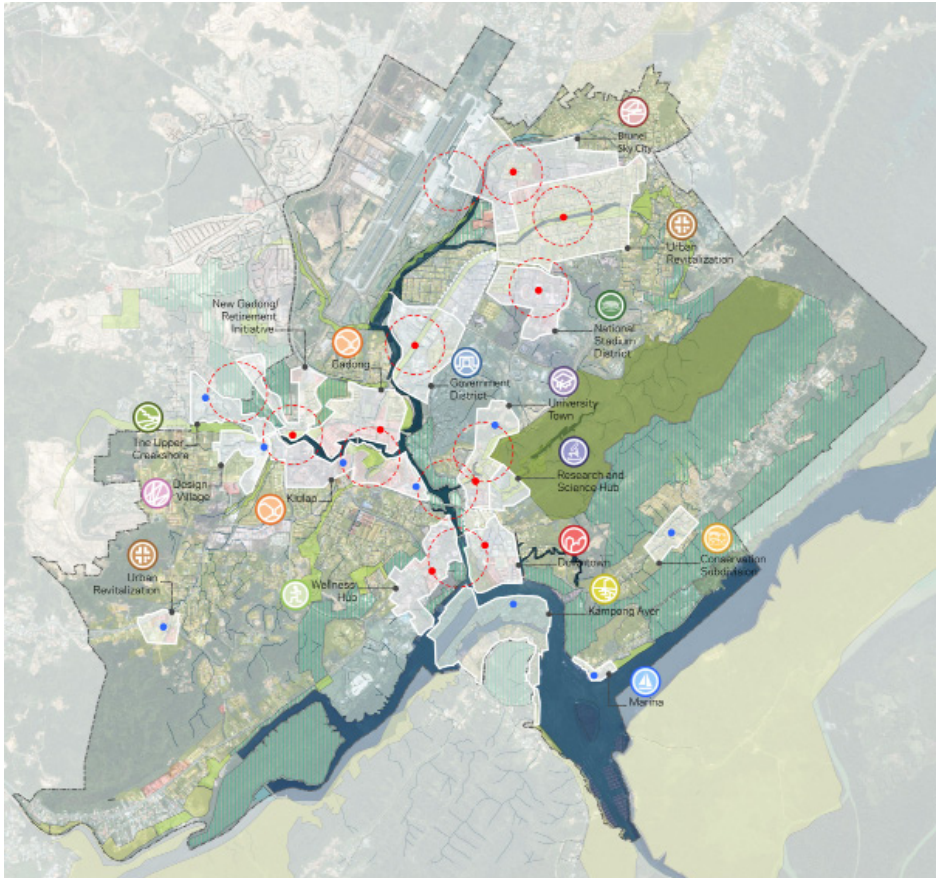 Brunei
Sky City
Urban
Revitalization
New Gadong/
Retirement
Initiative
National
Stadium
District
Gadong
Government
District
University
Town
The Upper
Creekshore
Research and
Science Hub
Design
Village
Kiulap
Downtown
Conservation
Subdivision
Urban
Revitalization
Wellness
Hub
Kampong Ayer
Marina